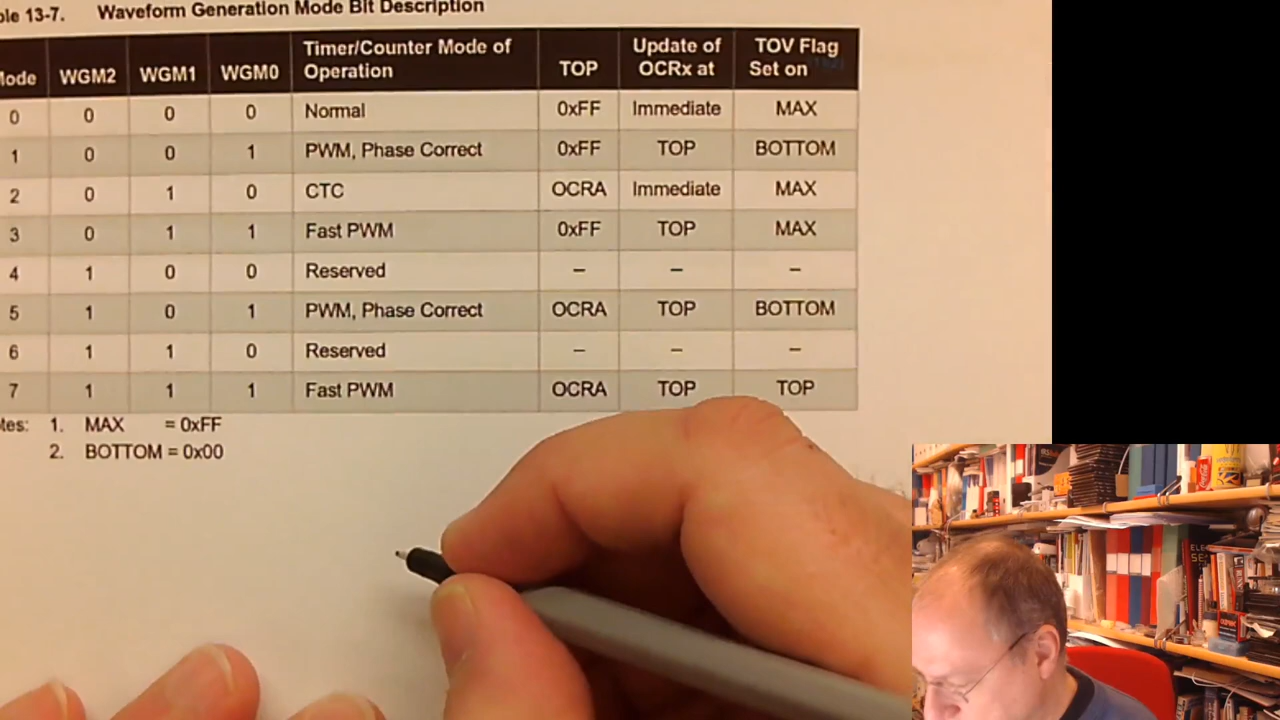 ble 13-7. Waveform Generation Mode Bit Description
Mode WGM2 WGM1 WGM0 Timer/Counter Mode of Operation TOP Update of OCRx at TOV Flag Set on
0 0 0 0 Normal 0xFF Immediate MAX
1 0 0 1 PWM, Phase Correct 0xFF TOP BOTTOM
2 0 1 0 CTC OCRA Immediate MAX
3 0 1 1 Fast PWM 0xFF TOP MAX
4 1 0 0 Reserved – – –
5 1 0 1 PWM, Phase Correct OCRA TOP BOTTOM
6 1 1 0 Reserved – – –
7 1 1 1 Fast PWM OCRA TOP TOP
tes: 1. MAX = 0xFF
2. BOTTOM = 0x00